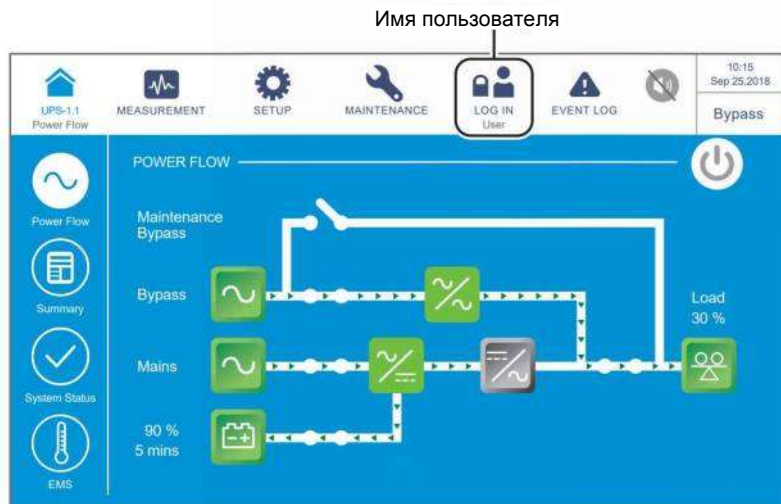 Имя пользователя
UPS-1.1
Power Flow
MEASUREMENT
SETUP
MAINTENANCE
LOG IN
User
EVENT LOG
10:15
Sep 25,2018
Bypass
POWER FLOW
Power Flow
Summary
System Status
EMS
Maintenance
Bypass
Bypass
Mains
90 %
5 mins
Load
30 %